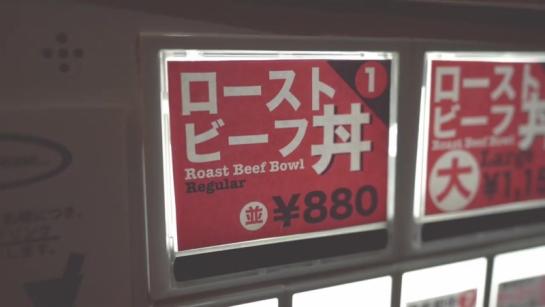 1
ロースト
ビーフ丼
Roast Beef Bowl
Regular
並 ¥880
ロースト
ビーフ丼
Roast Beef Bowl
大 Large